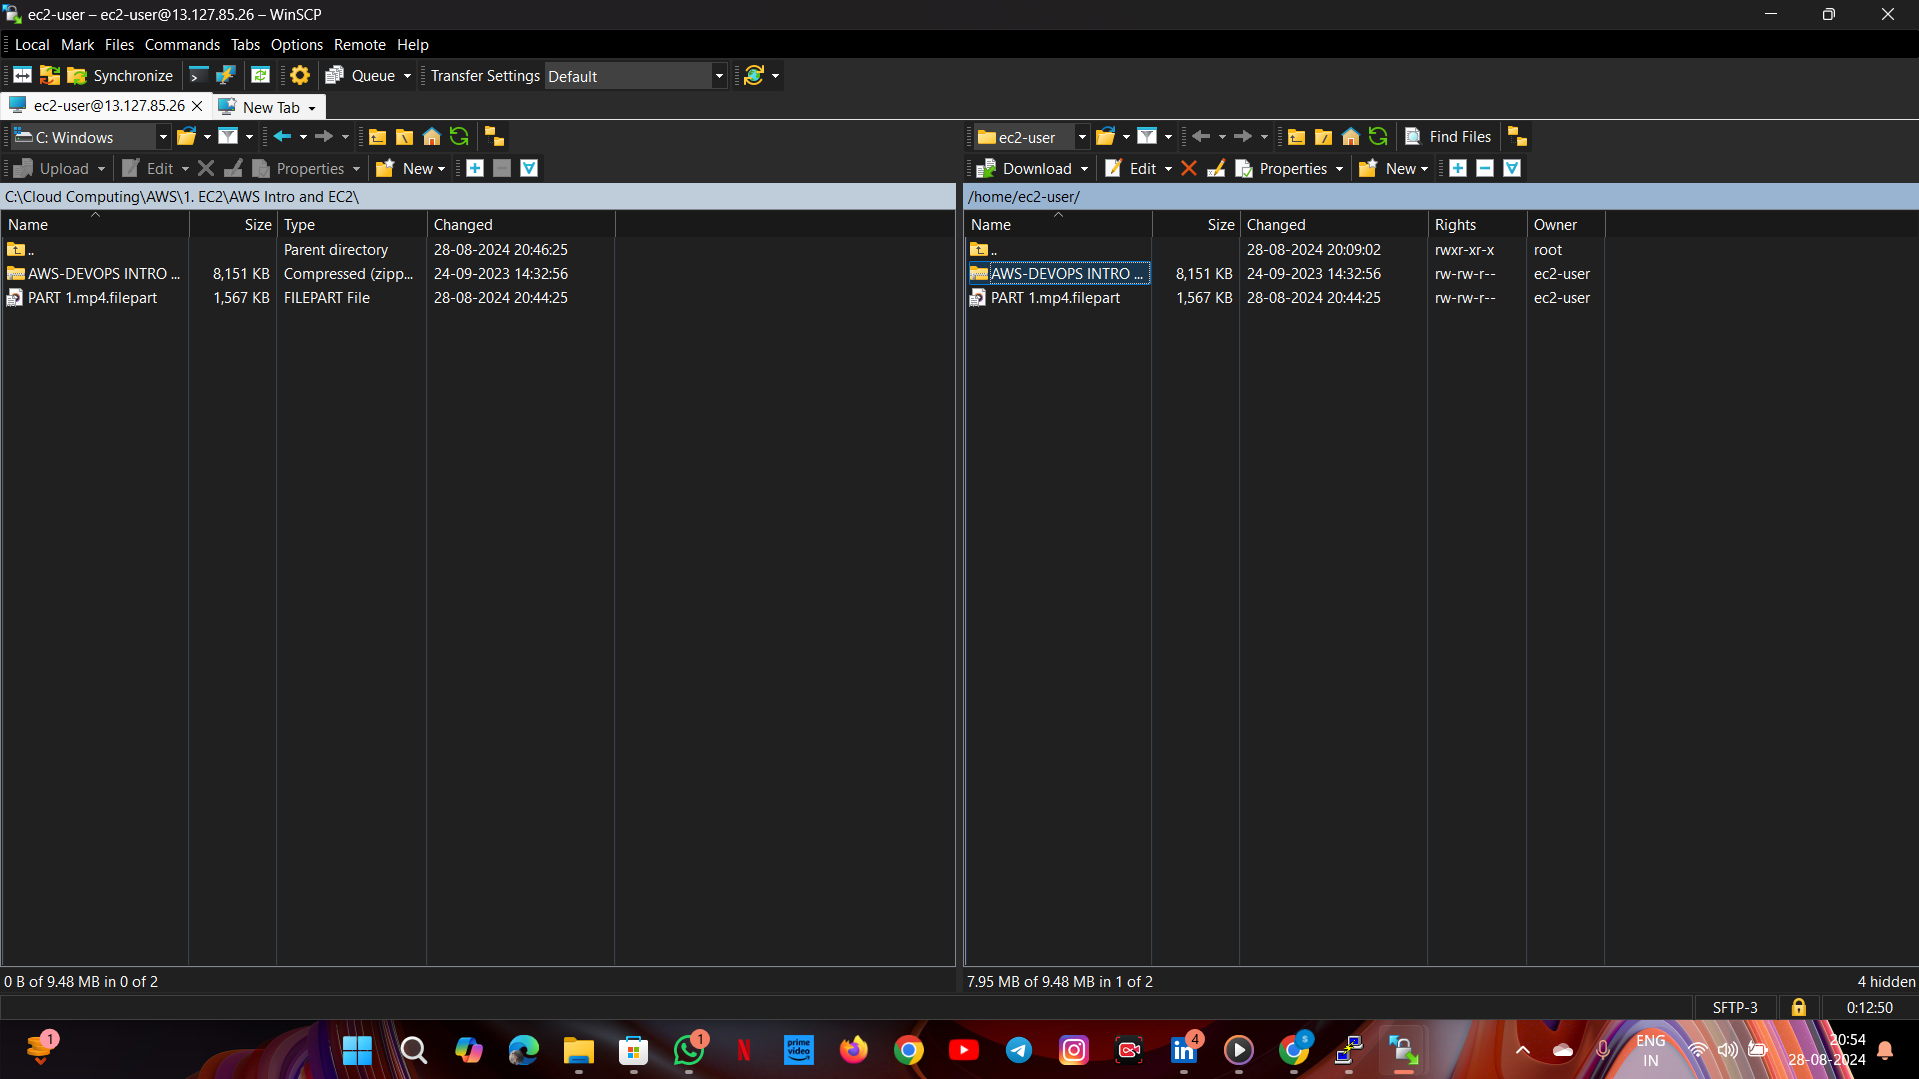 ec2-user – ec2-user@13.127.85.26 – WinSCP
Local Mark Files Commands Tabs Options Remote Help
Synchronize Queue Transfer Settings Default
ec2-user@13.127.85.26 New Tab
C: Windows
Upload Edit Properties New
C:\Cloud Computing\AWS\1. EC2\AWS Intro and EC2\
Name Size Type Changed
.. Parent directory 28-08-2024 20:46:25
AWS-DEVOPS INTRO ... 8,151 KB Compressed (zipp... 24-09-2023 14:32:56
PART 1.mp4.filepart 1,567 KB FILEPART File 28-08-2024 20:44:25
0 B of 9.48 MB in 0 of 2
ec2-user Find Files
Download Edit Properties New
/home/ec2-user/
Name Size Changed Rights Owner
.. 28-08-2024 20:09:02 rwxr-xr-x root
AWS-DEVOPS INTRO ... 8,151 KB 24-09-2023 14:32:56 rw-rw-r-- ec2-user
PART 1.mp4.filepart 1,567 KB 28-08-2024 20:44:25 rw-rw-r-- ec2-user
7.95 MB of 9.48 MB in 1 of 2 4 hidden
SFTP-3 0:12:50
1 1 prime video 4 S
ENG 20:54
IN 28-08-2024